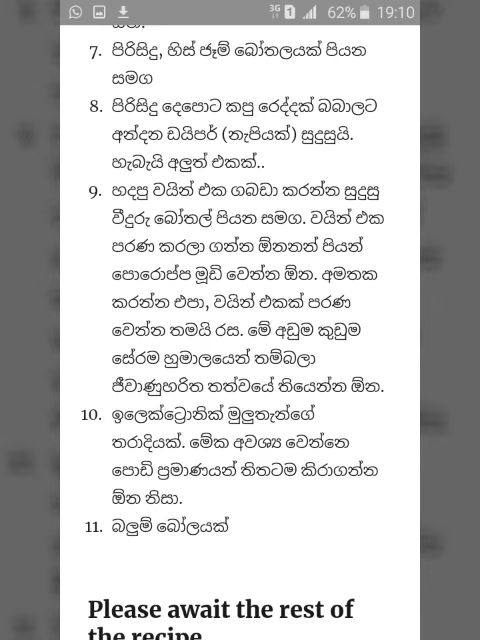 3G 1 62% 19:10
7. පිරිසිදු, හිස් ජෑම් බෝතලයක් පියන
සමග
8. පිරිසිදු දෙපොට කපු රෙද්දක් බබාලට
අන්දන ඩයිපර් (නැපියක්) සුදුසුයි.
හැබැයි අලුත් එකක්..
9. හදපු වයින් එක ගබඩා කරන්න සුදුසු
වීදුරු බෝතල් පියන සමග. වයින් එක
පරණ කරලා ගන්න ඕනනන් පියන්
පොරොප්ප මූඩි වෙන්න ඕන. අමතක
කරන්න එපා, වයින් එකක් පරණ
වෙන්න තමයි රස. මේ අඩුම කුඩුම
සේරම හුමාලයෙන් තම්බලා
ජීවාණුහරිත තත්වයේ තියෙන්න ඕන.
10. ඉලෙක්ට්‍රොනික් මුලුතැන්ගේ
තරාදියක්. මේක අවශ්‍ය වෙන්නෙ
පොඩි ප්‍රමාණයන් තිතටම කිරාගන්න
ඕන නිසා.
11. බලුම් බෝලයක්
Please await the rest of
the recipe